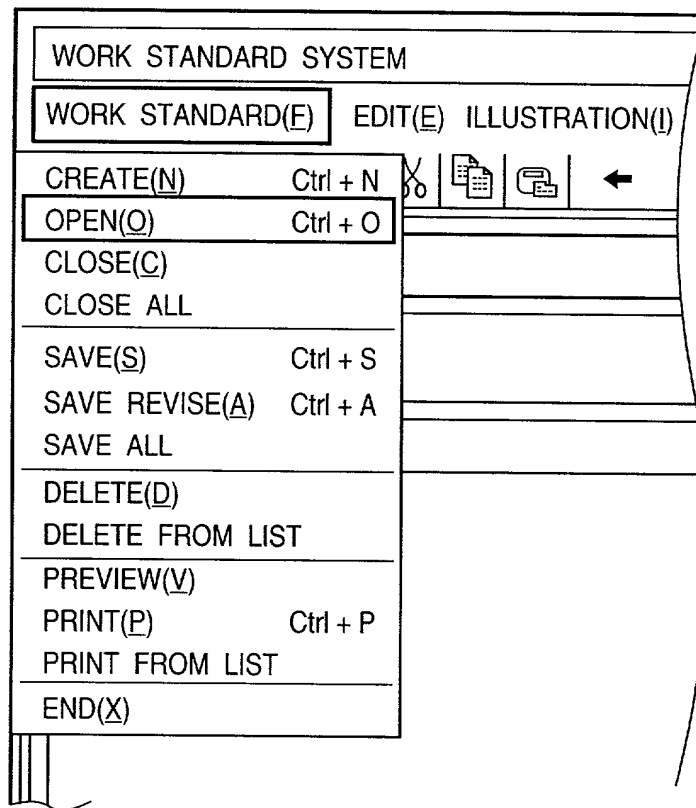 WORK STANDARD SYSTEM
WORK STANDARD(F) EDIT(E) ILLUSTRATION(I)
CREATE(N) Ctrl + N
OPEN(O) Ctrl + O
CLOSE(C)
CLOSE ALL
SAVE(S) Ctrl + S
SAVE REVISE(A) Ctrl + A
SAVE ALL
DELETE(D)
DELETE FROM LIST
PREVIEW(V)
PRINT(P) Ctrl + P
PRINT FROM LIST
END(X)